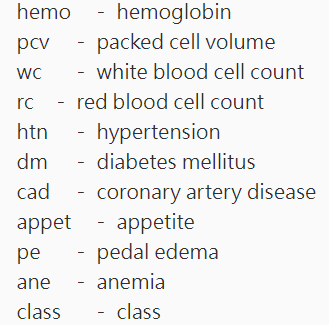 hemo - hemoglobin
pcv - packed cell volume
wc - white blood cell count
rc - red blood cell count
htn - hypertension
dm - diabetes mellitus
cad - coronary artery disease
appet - appetite
pe - pedal edema
ane - anemia
class - class